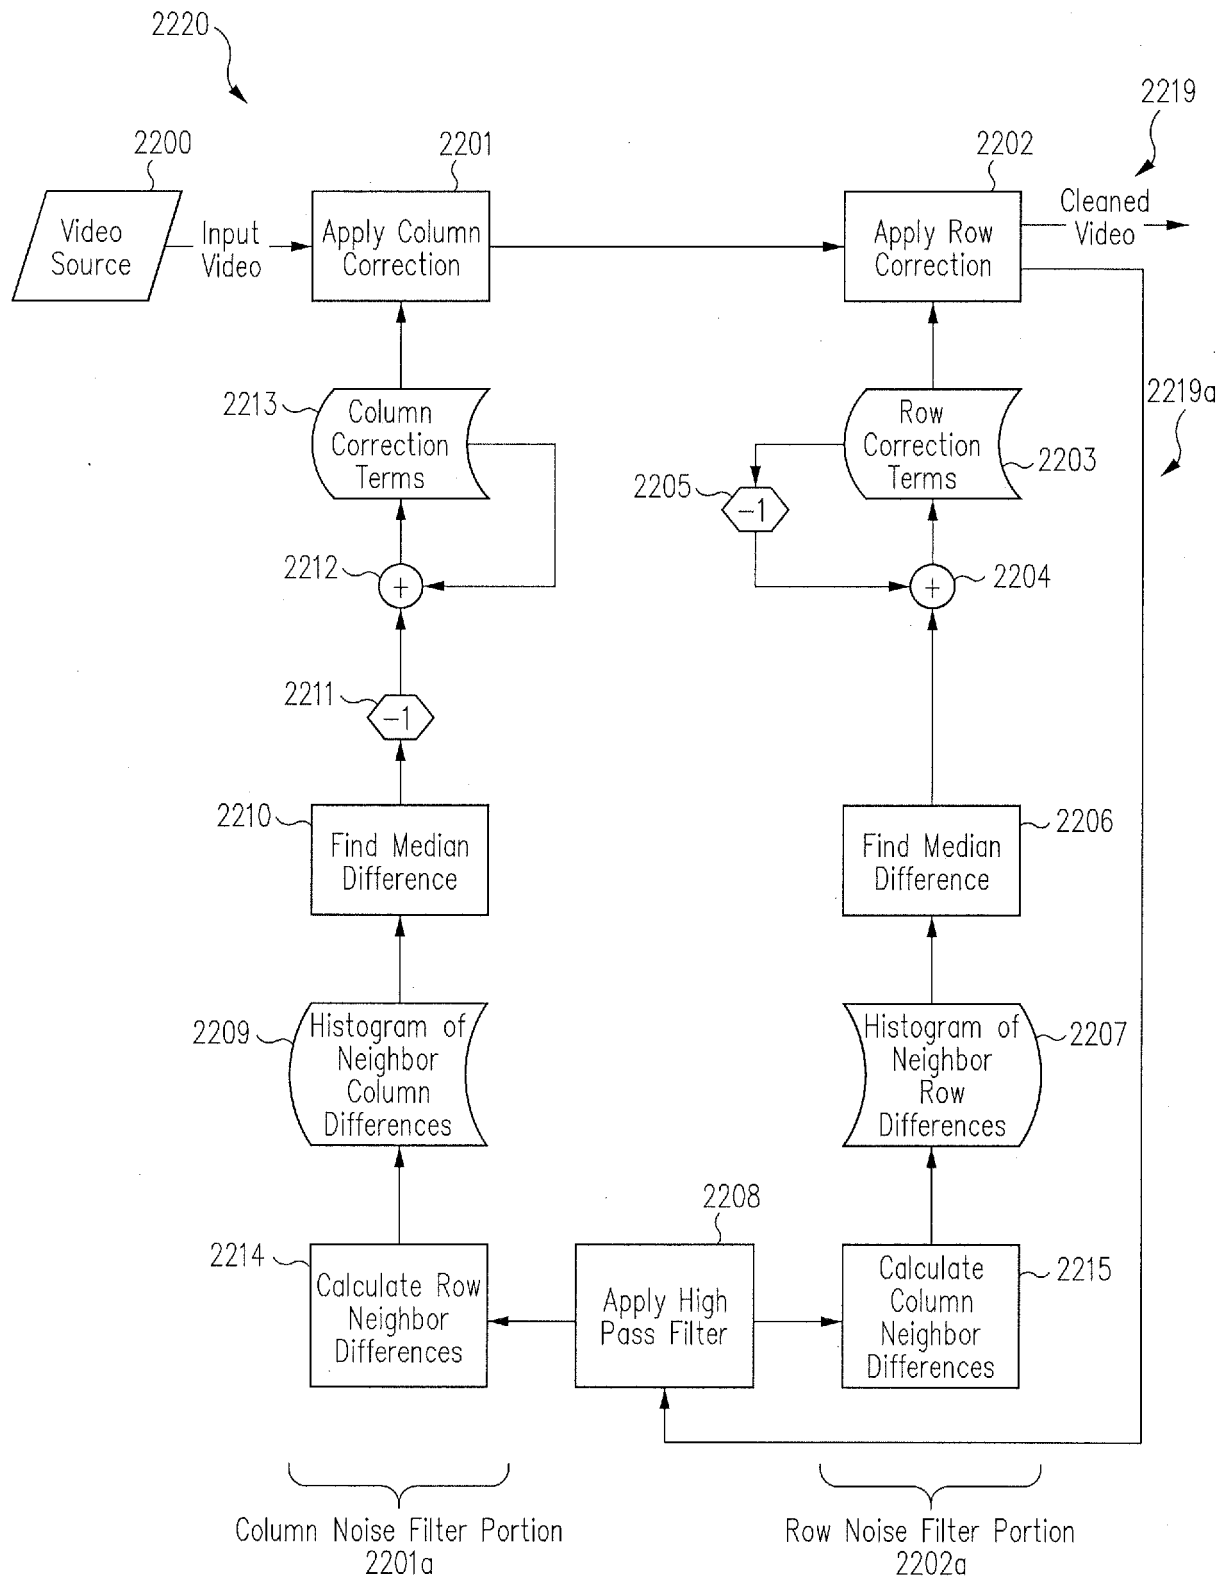 2220
2219
2200
2201
2202
Video
Source
Input
Video
Apply Column
Correction
Apply Row
Correction
Cleaned
Video
2219a
2213
Column
Correction
Terms
Row
Correction
Terms
2203
2205
-1
2212
+
+
2204
2211
-1
2210
Find Median
Difference
Find Median
Difference
2206
2209
Histogram of
Neighbor
Column
Differences
Histogram of
Neighbor
Row
Differences
2207
2208
2214
Calculate Row
Neighbor
Differences
Apply High
Pass Filter
Calculate
Column
Neighbor
Differences
2215
Column Noise Filter Portion
2201a
Row Noise Filter Portion
2202a